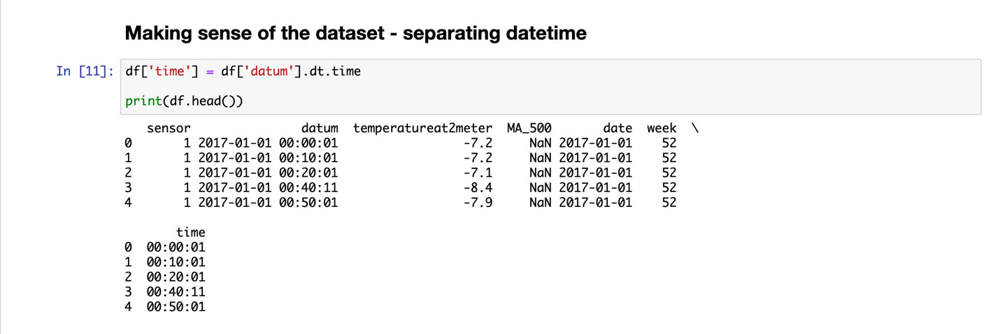 Making sense of the dataset - separating datetime
In [11]: df['time'] = df['datum'].dt.time
print(df.head())
sensor datum temperatureat2meter MA_500 date week \
0 1 2017-01-01 00:00:01 -7.2 NaN 2017-01-01 52
1 1 2017-01-01 00:10:01 -7.2 NaN 2017-01-01 52
2 1 2017-01-01 00:20:01 -7.1 NaN 2017-01-01 52
3 1 2017-01-01 00:40:11 -8.4 NaN 2017-01-01 52
4 1 2017-01-01 00:50:01 -7.9 NaN 2017-01-01 52
time
0 00:00:01
1 00:10:01
2 00:20:01
3 00:40:11
4 00:50:01